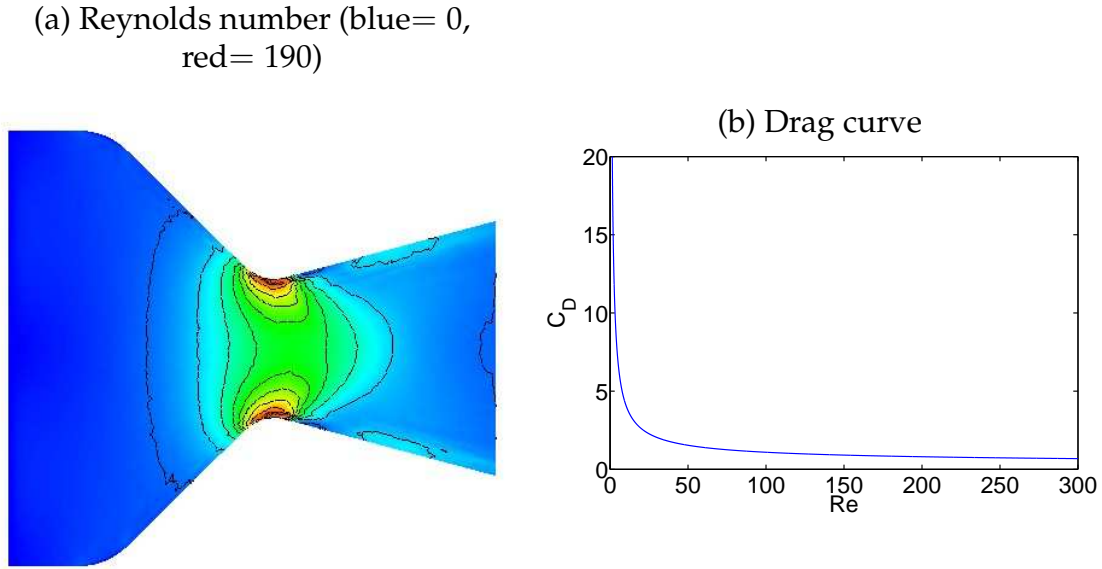 (a) Reynolds number (blue= 0,
red= 190)
(b) Drag curve
20
15
10
5
0
C_D
0 50 100 150 200 250 300
Re